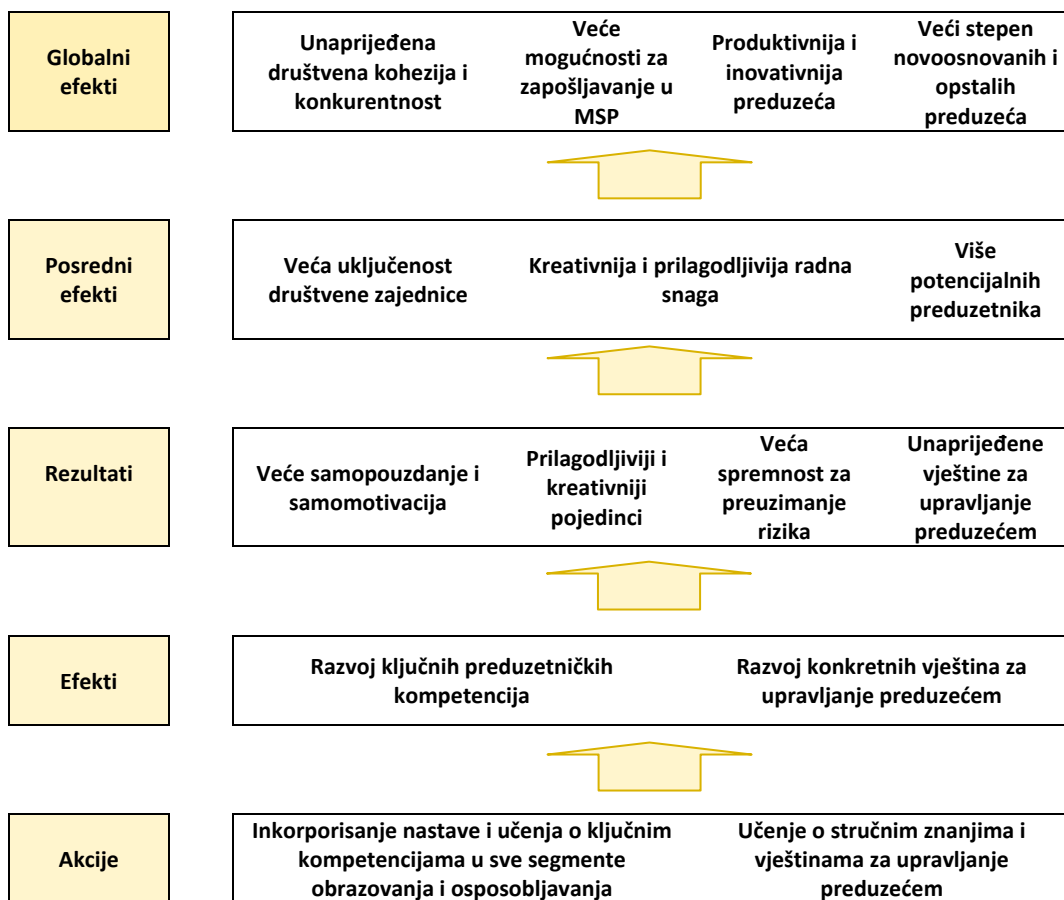 Globalni
efekti
Unaprijeđena
društvena kohezija i
konkurentnost
Veće
mogućnosti za
zapošljavanje u
MSP
Produktivnija i
inovativnija
preduzeća
Veći stepen
novoosnovanih i
opstalih
preduzeća
Posredni
efekti
Veća uključenost
društvene zajednice
Kreativnija i prilagodljivija radna
snaga
Više
potencijalnih
preduzetnika
Rezultati
Veće samopouzdanje i
samomotivacija
Prilagodljiviji i
kreativniji
pojedinci
Veća
spremnost za
preuzimanje
rizika
Unaprijeđene
vještine za
upravljanje
preduzećem
Efekti
Razvoj ključnih preduzetničkih
kompetencija
Razvoj konkretnih vještina za
upravljanje preduzećem
Akcije
Inkorporisanje nastave i učenja o ključnim
kompetencijama u sve segmente
obrazovanja i osposobljavanja
Učenje o stručnim znanjima i
vještinama za upravljanje
preduzećem